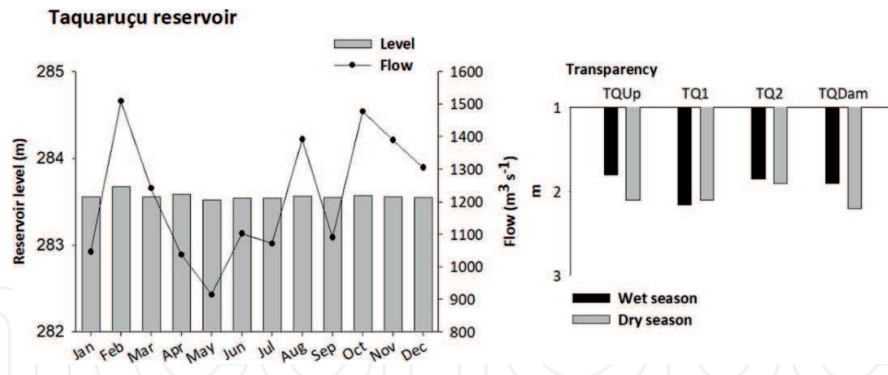 Taquaruçu reservoir
Level
Flow
285
284
283
282
Reservoir level (m)
1600
1500
1400
1300
1200
1100
1000
900
800
Flow (m³ s⁻¹)
Jan Feb Mar Apr May Jun Jul Aug Sep Oct Nov Dec
Transparency
TQUp TQ1 TQ2 TQDam
1
2
3
m
Wet season
Dry season